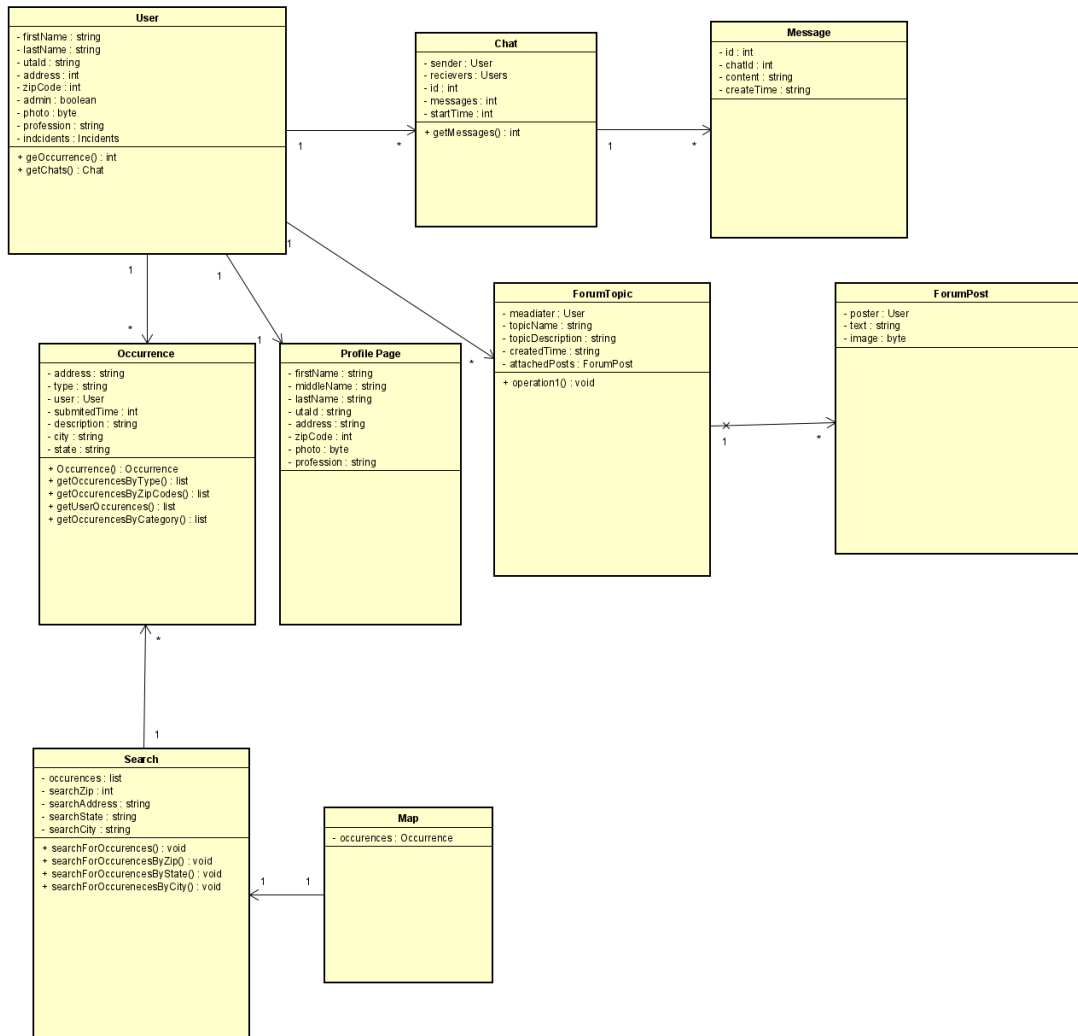 User
- firstName : string
- lastName : string
- utaId : string
- address : int
- zipCode : int
- admin : boolean
- photo : byte
- profession : string
- indcidents : Incidents
+ geOccurrence() : int
+ getChats() : Chat
Chat
- sender : User
- recievers : Users
- id : int
- messages : int
- startTime : int
+ getMessages() : int
Message
- id : int
- chatId : int
- content : string
- createTime : string
1
*
1
*
1
1
1
*
1
*
Occurrence
- address : string
- type : string
- user : User
- submitedTime : int
- description : string
- city : string
- state : string
+ Occurrence() : Occurrence
+ getOccurencesByType() : list
+ getOccurencesByZipCodes() : list
+ getUserOccurences() : list
+ getOccurencesByCategory() : list
Profile Page
- firstName : string
- middleName : string
- lastName : string
- utaId : string
- address : string
- zipCode : int
- photo : byte
- profession : string
ForumTopic
- meadiater : User
- topicName : string
- topicDescription : string
- createdTime : string
- attachedPosts : ForumPost
+ operation1() : void
ForumPost
- poster : User
- text : string
- image : byte
1
*
*
1
Search
- occurences : list
- searchZip : int
- searchAddress : string
- searchState : string
- searchCity : string
+ searchForOccurences() : void
+ searchForOccurencesByZip() : void
+ searchForOccurencesByState() : void
+ searchForOccurenecesByCity() : void
Map
- occurences : Occurrence
1
1